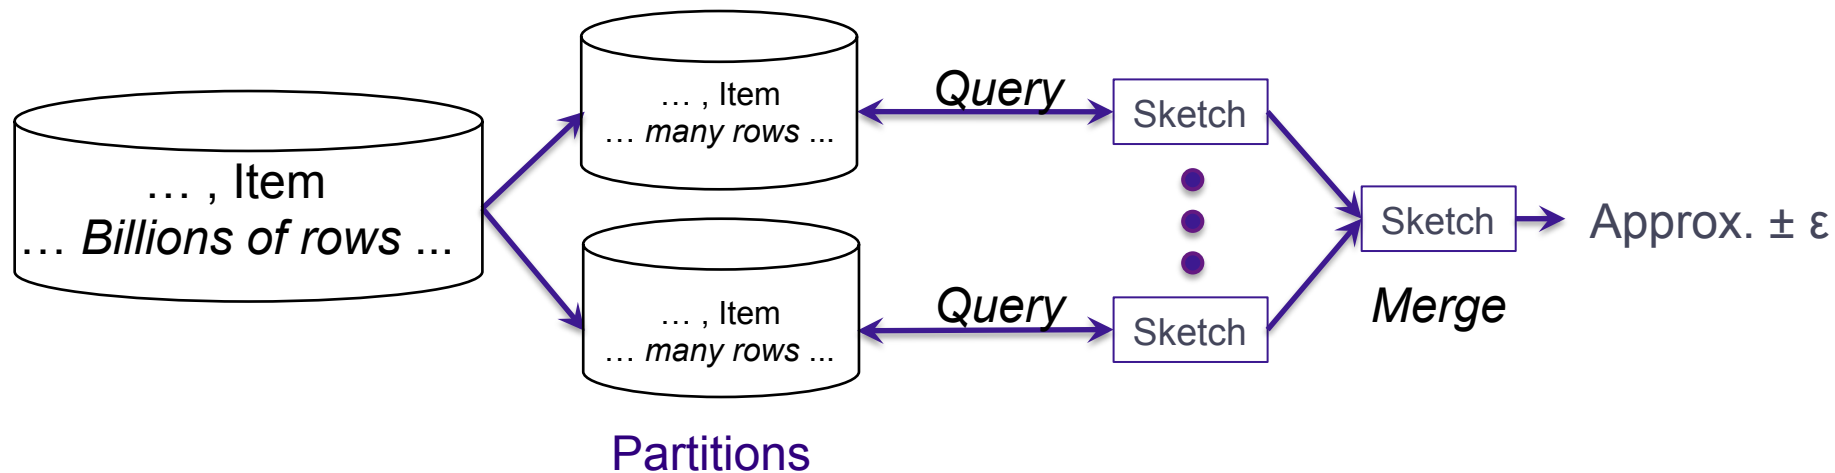 … , Item
… Billions of rows ...
… , Item
… many rows ...
Query
Sketch
… , Item
… many rows ...
Query
Sketch
Sketch
Merge
Approx. ± ε
Partitions